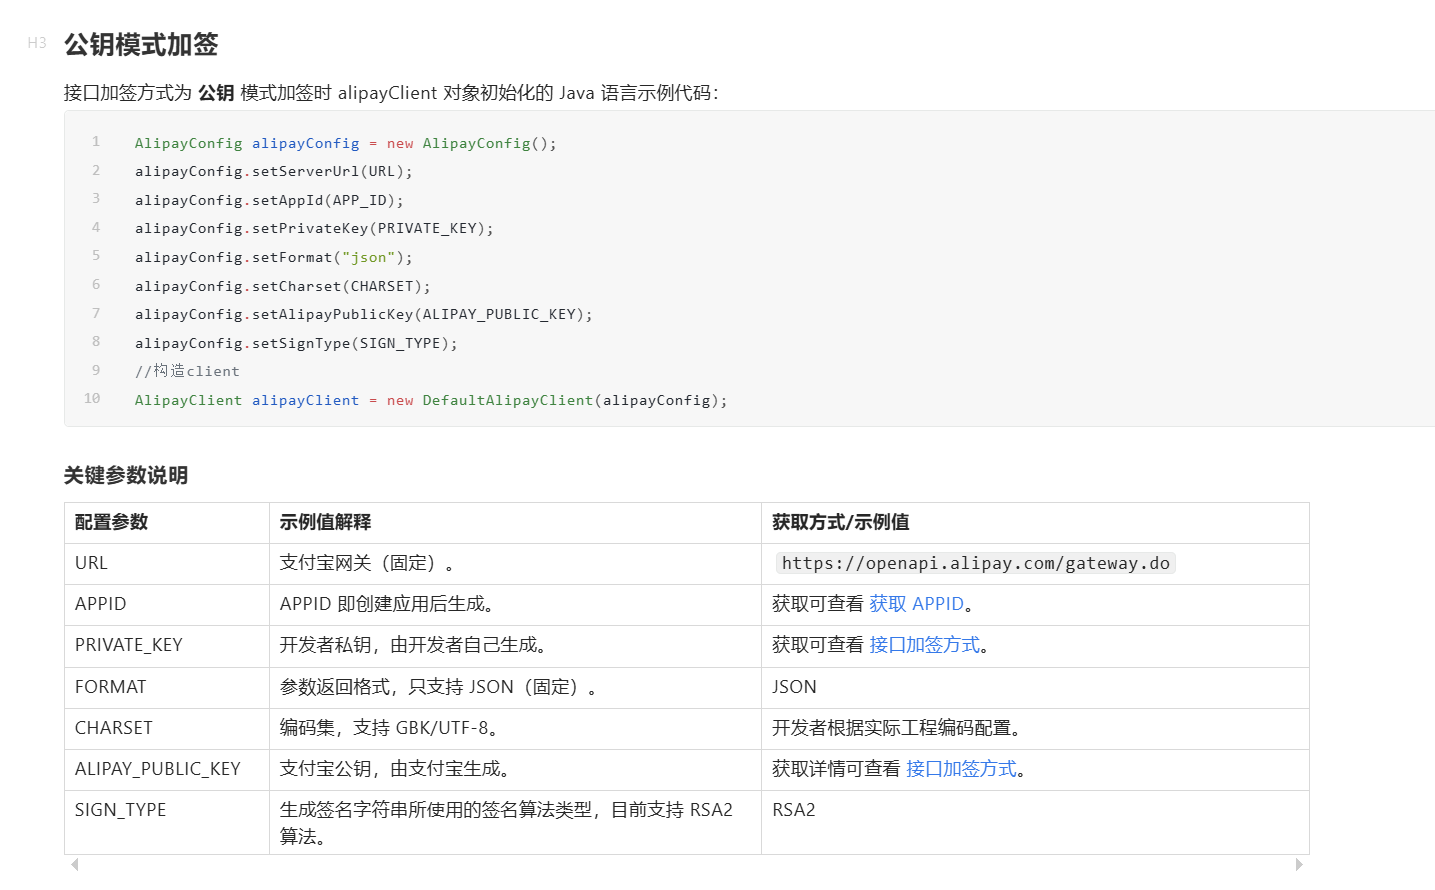 H3 公钥模式加签
接口加签方式为 公钥 模式加签时 alipayClient 对象初始化的 Java 语言示例代码：
1 AlipayConfig alipayConfig = new AlipayConfig();
2 alipayConfig.setServerUrl(URL);
3 alipayConfig.setAppId(APP_ID);
4 alipayConfig.setPrivateKey(PRIVATE_KEY);
5 alipayConfig.setFormat("json");
6 alipayConfig.setCharset(CHARSET);
7 alipayConfig.setAlipayPublicKey(ALIPAY_PUBLIC_KEY);
8 alipayConfig.setSignType(SIGN_TYPE);
9 //构造client
10 AlipayClient alipayClient = new DefaultAlipayClient(alipayConfig);
关键参数说明
配置参数 示例值解释 获取方式/示例值
URL 支付宝网关（固定）。 https://openapi.alipay.com/gateway.do
APPID APPID 即创建应用后生成。 获取可查看 获取 APPID。
PRIVATE_KEY 开发者私钥，由开发者自己生成。 获取可查看 接口加签方式。
FORMAT 参数返回格式，只支持 JSON（固定）。 JSON
CHARSET 编码集，支持 GBK/UTF-8。 开发者根据实际工程编码配置。
ALIPAY_PUBLIC_KEY 支付宝公钥，由支付宝生成。 获取详情可查看 接口加签方式。
SIGN_TYPE 生成签名字符串所使用的签名算法类型，目前支持 RSA2 RSA2
算法。